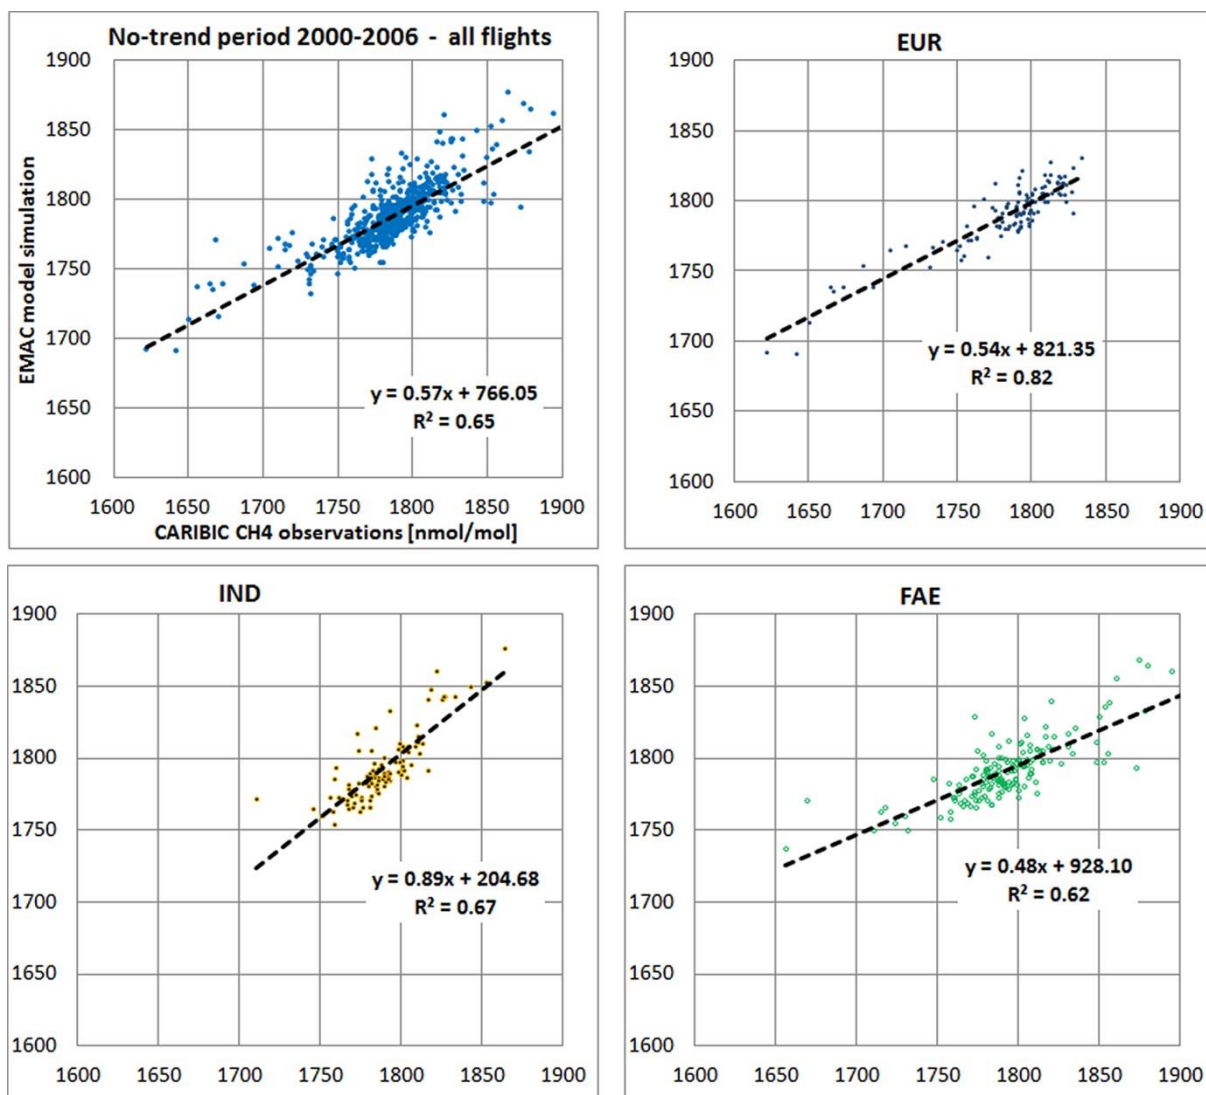 No-trend period 2000-2006 - all flights
1900
1850
1800
1750
1700
1650
1600
EMAC model simulation
y = 0.57x + 766.05
R² = 0.65
1600 1650 1700 1750 1800 1850 1900
CARIBIC CH4 observations [nmol/mol]
EUR
1900
1850
1800
1750
1700
1650
1600
y = 0.54x + 821.35
R² = 0.82
1600 1650 1700 1750 1800 1850 1900
IND
1900
1850
1800
1750
1700
1650
1600
y = 0.89x + 204.68
R² = 0.67
1600 1650 1700 1750 1800 1850 1900
FAE
1900
1850
1800
1750
1700
1650
1600
y = 0.48x + 928.10
R² = 0.62
1600 1650 1700 1750 1800 1850 1900